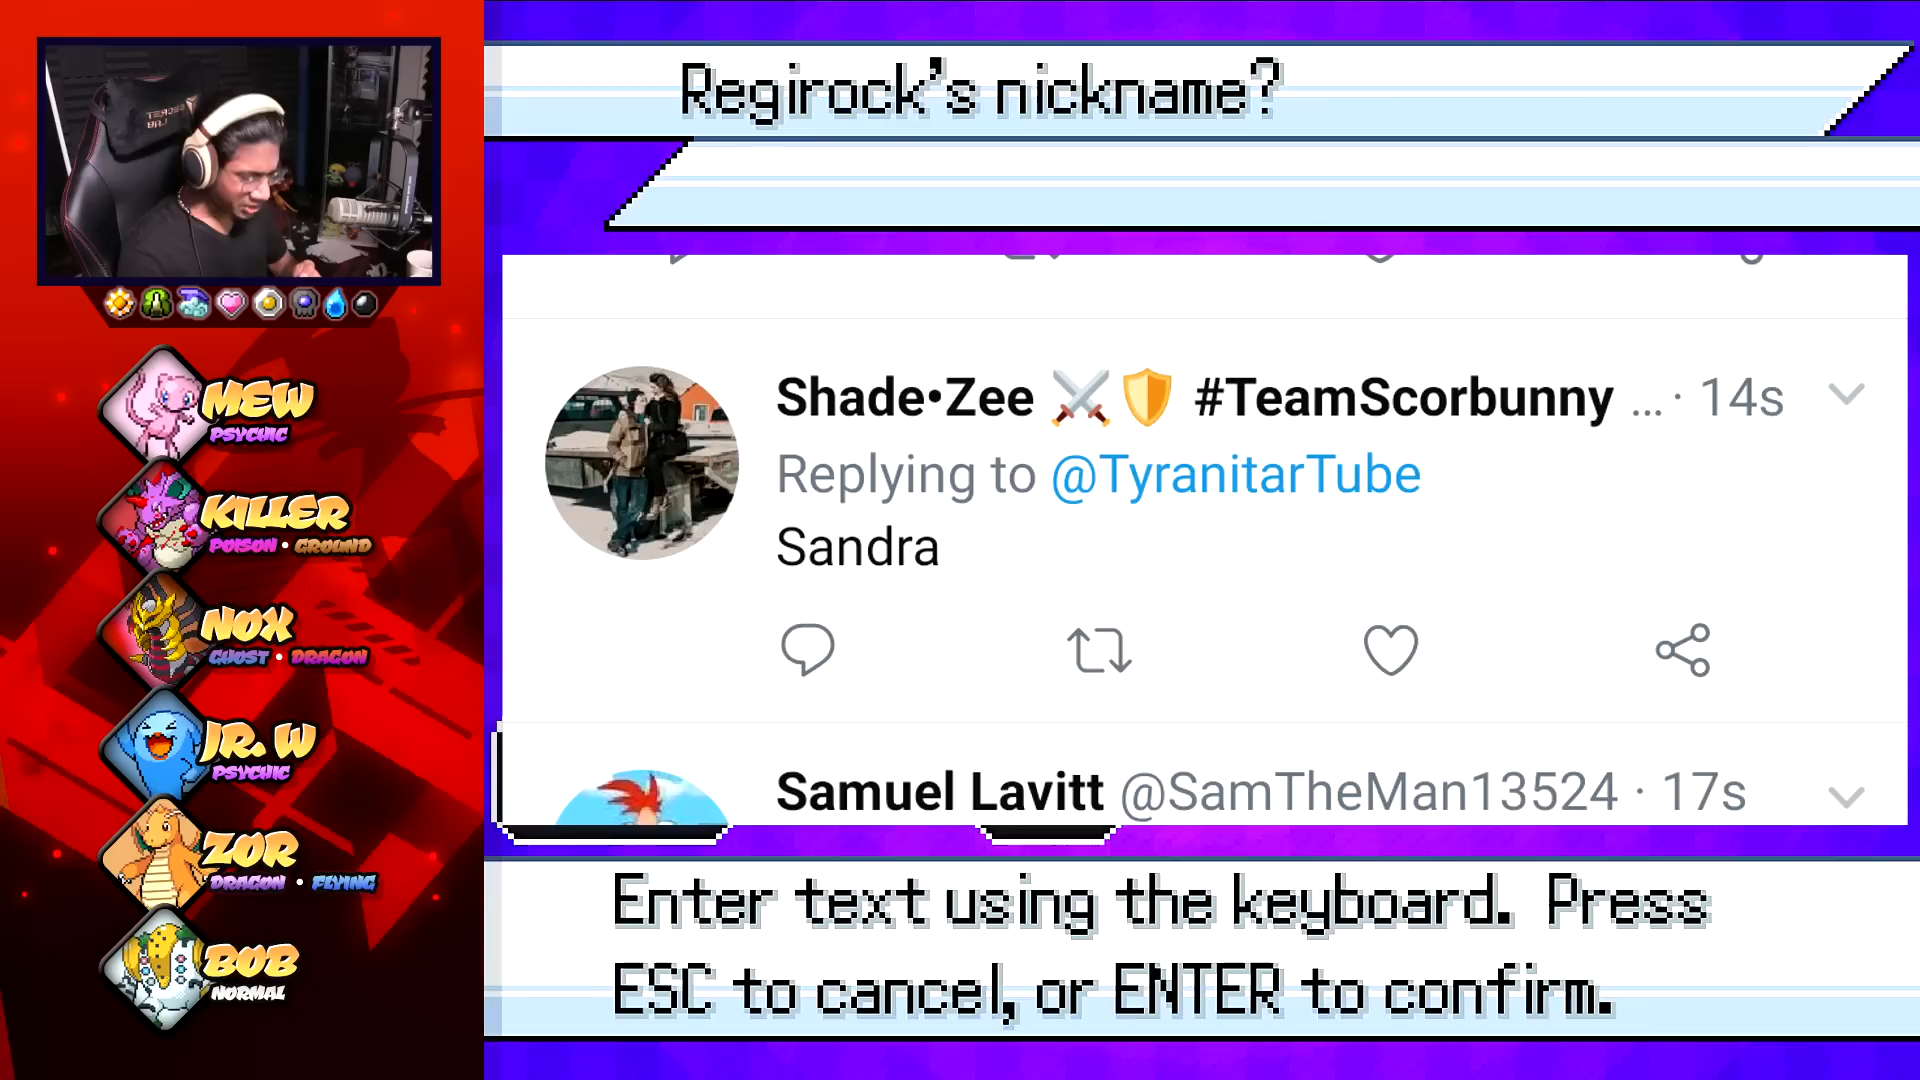 Regirock's nickname?
SECRET
LAB
MEW
PSYCHIC
KILLER
POISON • GROUND
NOX
GHOST • DRAGON
JR. W
PSYCHIC
ZOR
DRAGON • FLYING
BOB
NORMAL
Shade•Zee ⚔️🛡️ #TeamScorbunny ... · 14s
Replying to @TyranitarTube
Sandra
Samuel Lavitt @SamTheMan13524 · 17s
Enter text using the keyboard. Press
ESC to cancel, or ENTER to confirm.